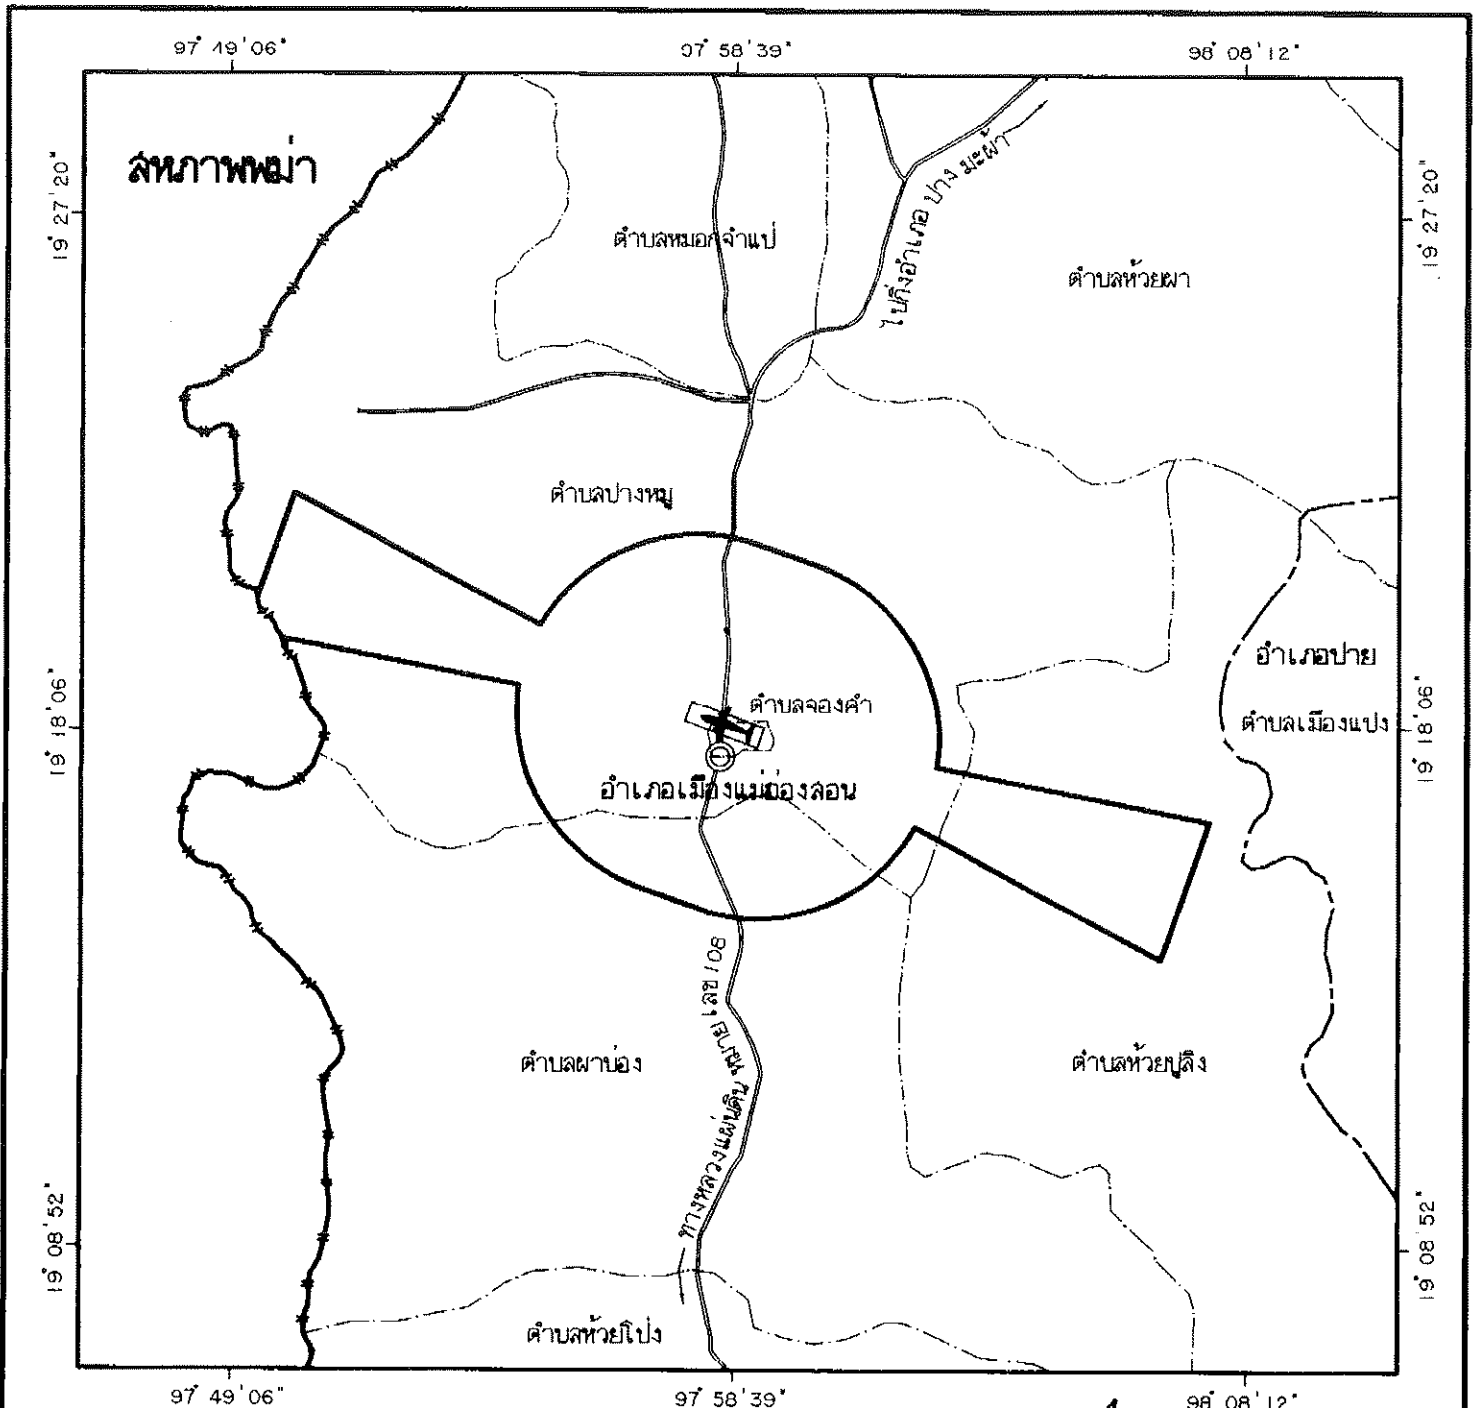 97° 49' 06"
97° 58' 39"
98° 08' 12"
สหภาพพม่า
19° 27' 20"
19° 27' 20"
ไปกิ่งอำเภอ ปาง มะผ้า
ตำบลหมอกจำแป่
ตำบลห้วยผา
ตำบลปางหมู
อำเภอปาย
ตำบลจองคำ
ตำบลเมืองแปง
19° 18' 06"
19° 18' 06"
อำเภอเมืองแม่ฮ่องสอน
ทางหลวงแผ่นดิน หมายเลข 108
ตำบลผาบ่อง
ตำบลห้วยปูลิง
19° 08' 52"
19° 08' 52"
ตำบลห้วยโป่ง
97° 49' 06"
97° 58' 39"
98° 08' 12"